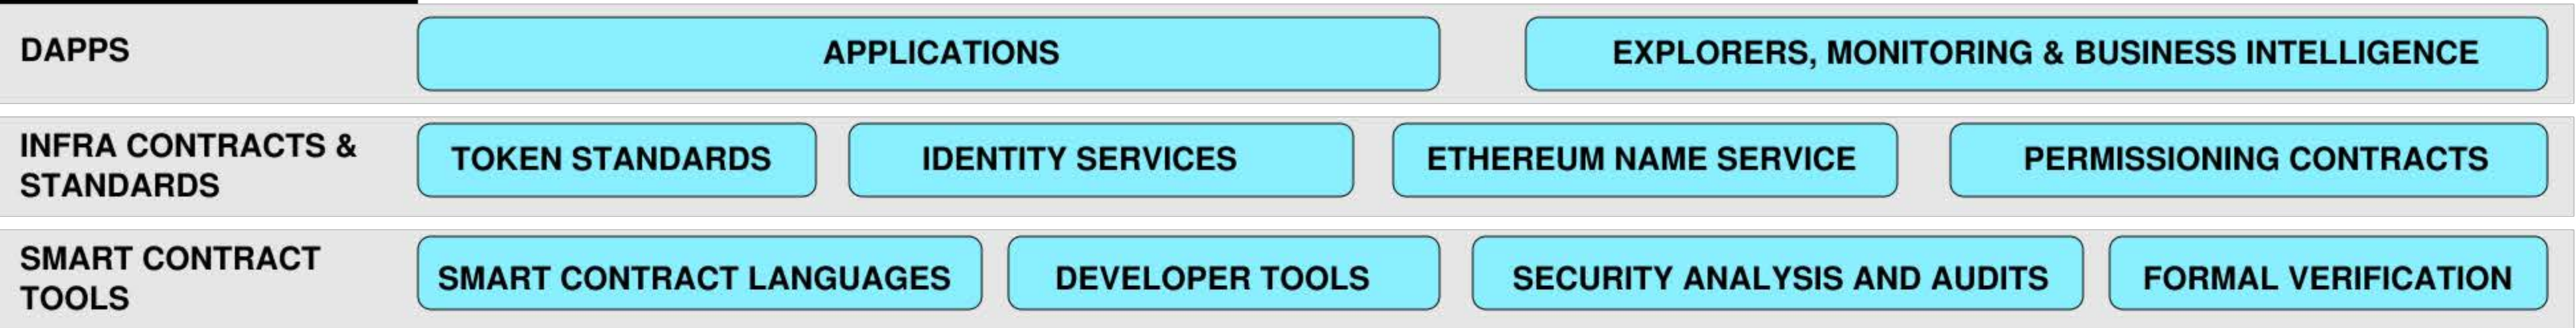 DAPPS
APPLICATIONS
EXPLORERS, MONITORING & BUSINESS INTELLIGENCE
INFRA CONTRACTS &
STANDARDS
TOKEN STANDARDS
IDENTITY SERVICES
ETHEREUM NAME SERVICE
PERMISSIONING CONTRACTS
SMART CONTRACT
TOOLS
SMART CONTRACT LANGUAGES
DEVELOPER TOOLS
SECURITY ANALYSIS AND AUDITS
FORMAL VERIFICATION